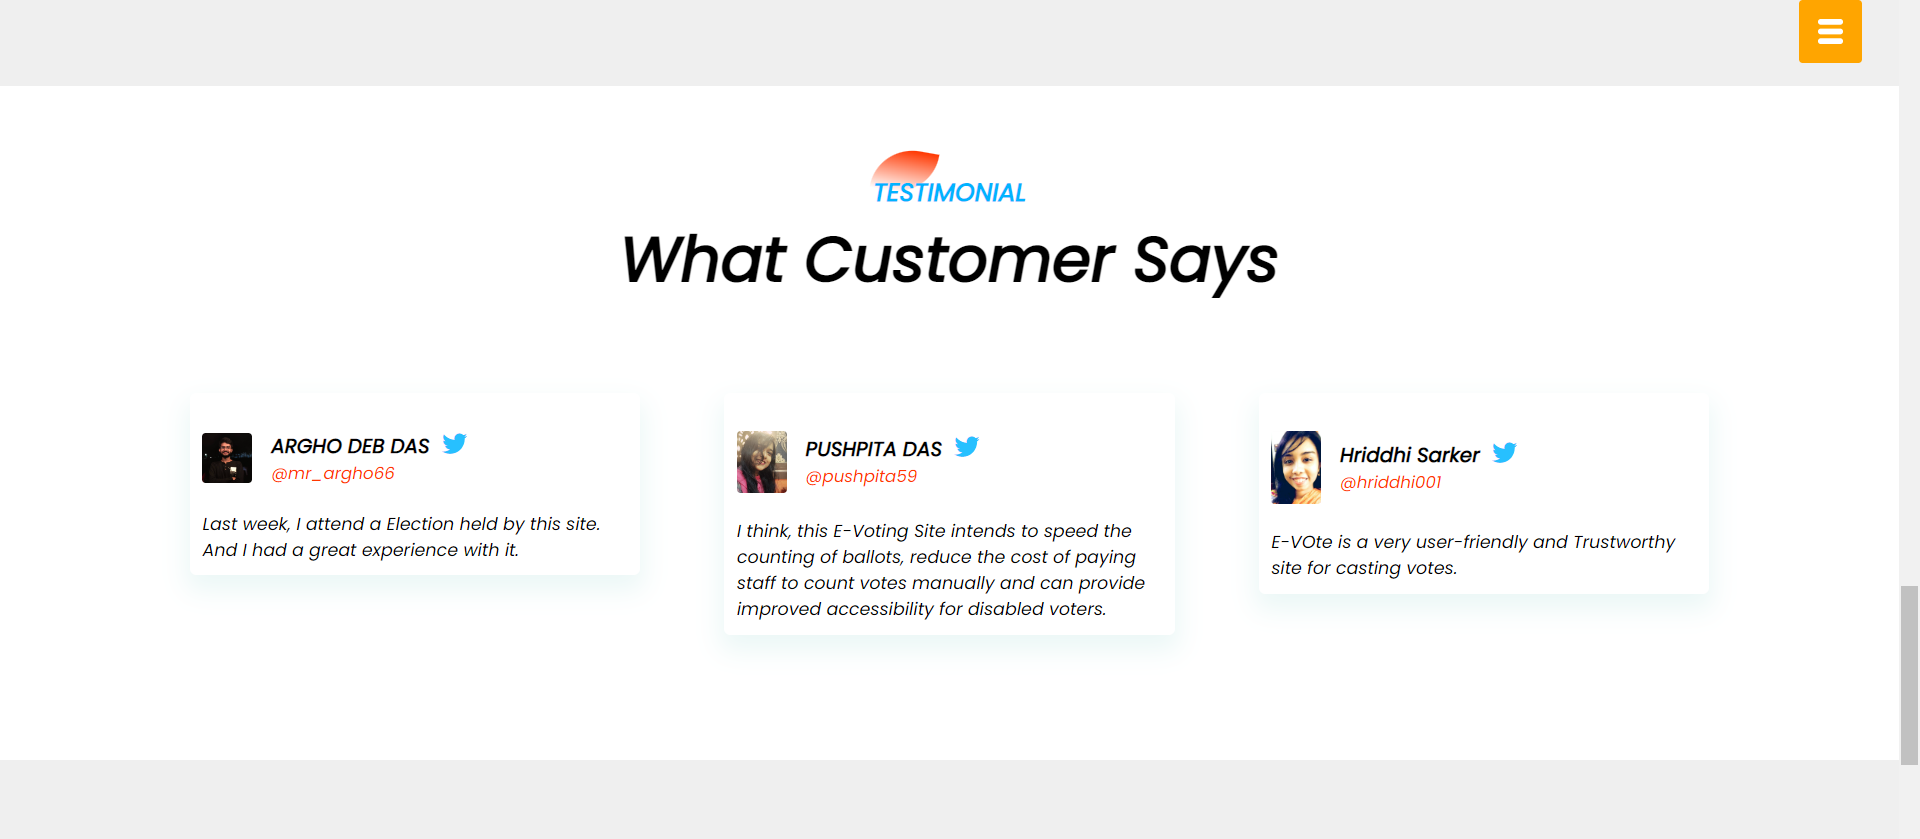 TESTIMONIAL
What Customer Says
ARGHO DEB DAS
@mr_argho66
Last week, I attend a Election held by this site.
And I had a great experience with it.
PUSHPITA DAS
@pushpita59
I think, this E-Voting Site intends to speed the
counting of ballots, reduce the cost of paying
staff to count votes manually and can provide
improved accessibility for disabled voters.
Hriddhi Sarker
@hriddhi001
E-VOte is a very user-friendly and Trustworthy
site for casting votes.